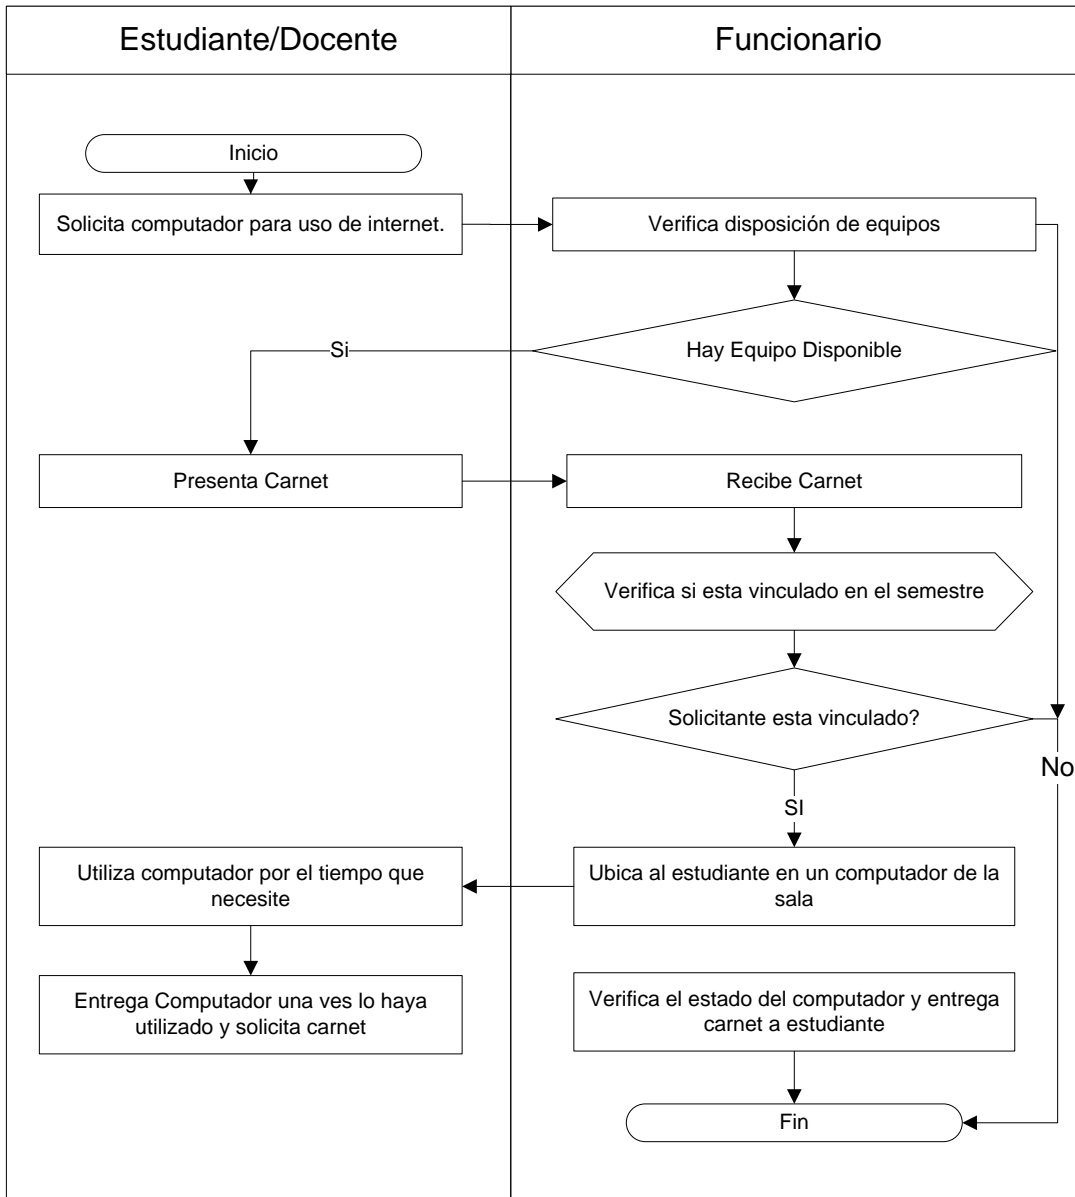 Estudiante/Docente
Funcionario
Inicio
Solicita computador para uso de internet.
Verifica disposición de equipos
Hay Equipo Disponible
Si
Presenta Carnet
Recibe Carnet
Verifica si esta vinculado en el semestre
Solicitante esta vinculado?
No
SI
Utiliza computador por el tiempo que
necesite
Ubica al estudiante en un computador de la
sala
Entrega Computador una ves lo haya
utilizado y solicita carnet
Verifica el estado del computador y entrega
carnet a estudiante
Fin